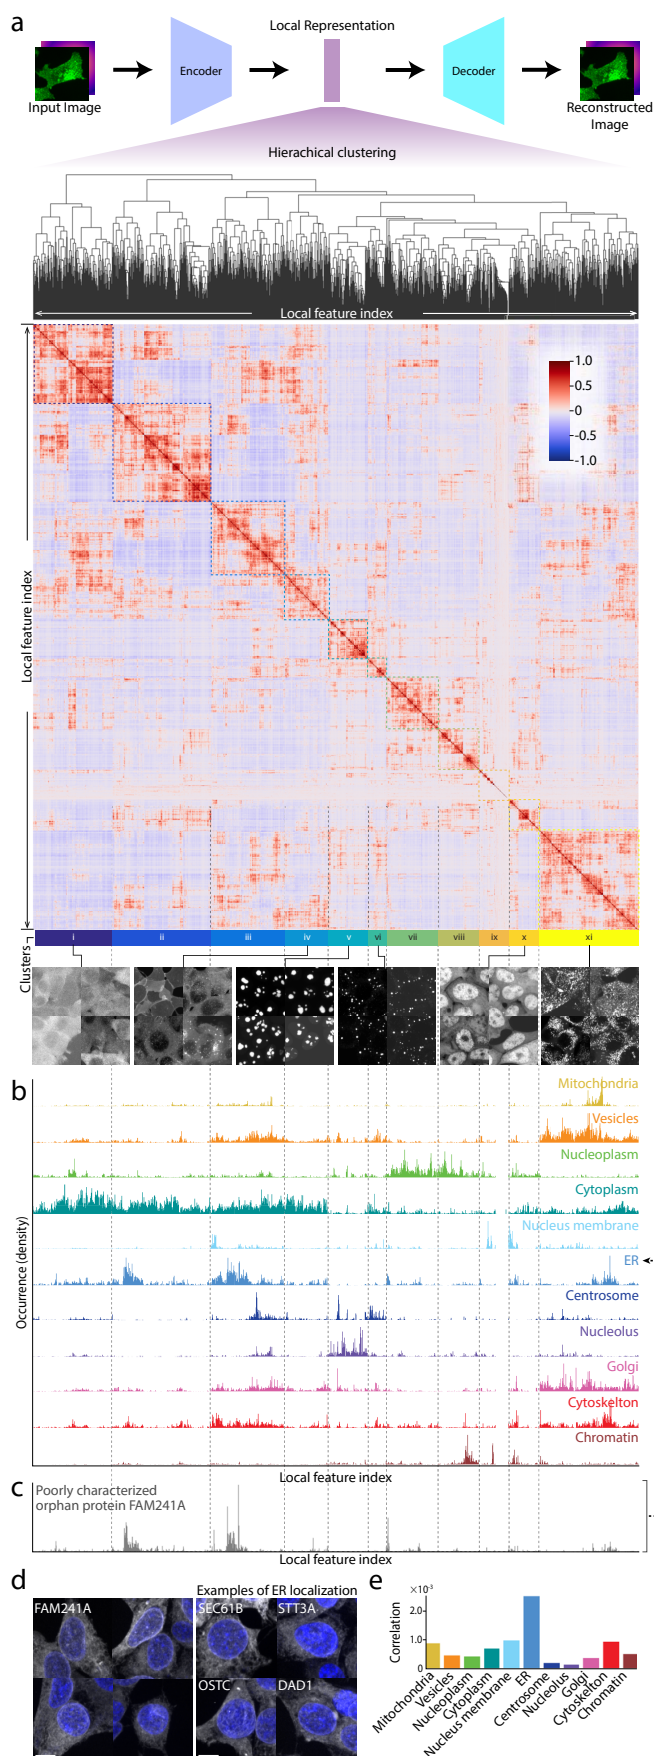 a
Local Representation
Encoder
Decoder
Input Image
Reconstructed
Image
Hierachical clustering
Local feature index
Local feature index
1.0
0.5
0
-0.5
-1.0
Clusters
i
ii
iii
iv
v
vi
vii
viii
ix
x
xi
b
Occurrence (density)
Mitochondria
Vesicles
Nucleoplasm
Cytoplasm
Nucleus membrane
ER
Centrosome
Nucleolus
Golgi
Cytoskelton
Chromatin
Local feature index
c
Poorly characterized
orphan protein FAM241A
Local feature index
d
Examples of ER localization
FAM241A
SEC61B
STT3A
OSTC
DAD1
e
×10⁻³
Correlation
2.0
1.0
0
Mitochondria
Vesicles
Nucleoplasm
Cytoplasm
Nucleus membrane
ER
Centrosome
Nucleolus
Golgi
Cytoskelton
Chromatin